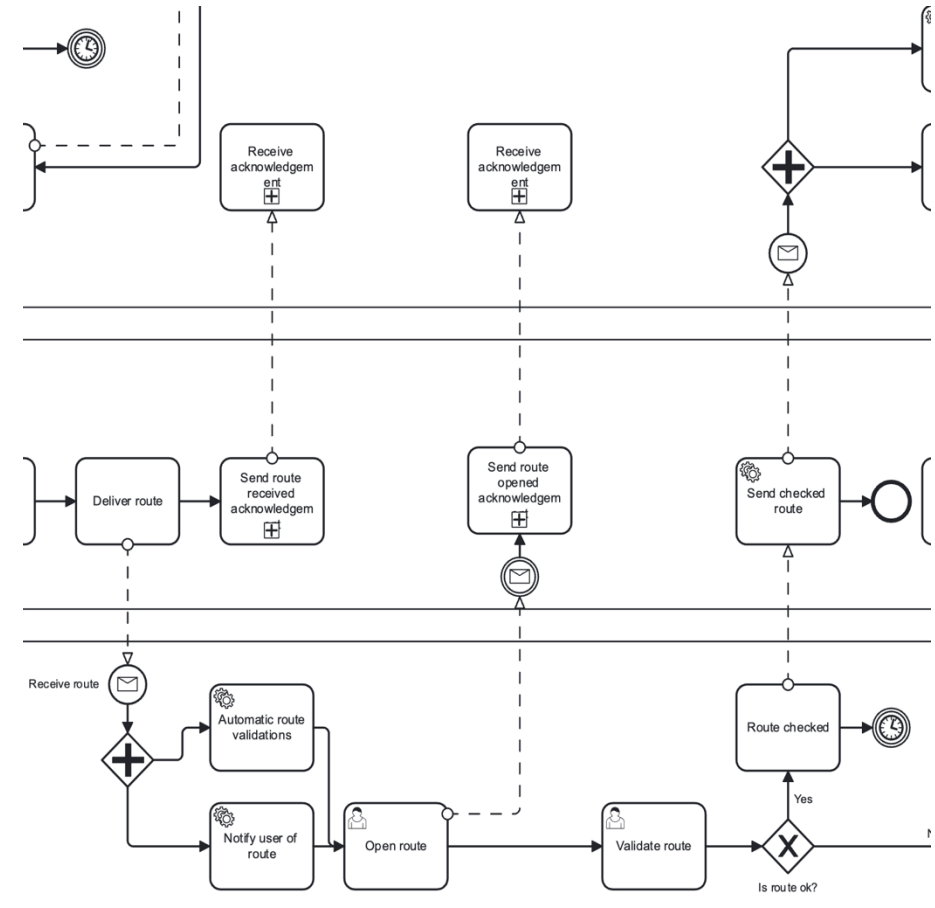 Receive
acknowledgem
ent
Receive
acknowledgem
ent
Deliver route
Send route
received
acknowledgem
Send route
opened
acknowledgem
Send checked
route
Receive route
Automatic route
validations
Route checked
Yes
Notify user of
route
Open route
Validate route
X
Is route ok?